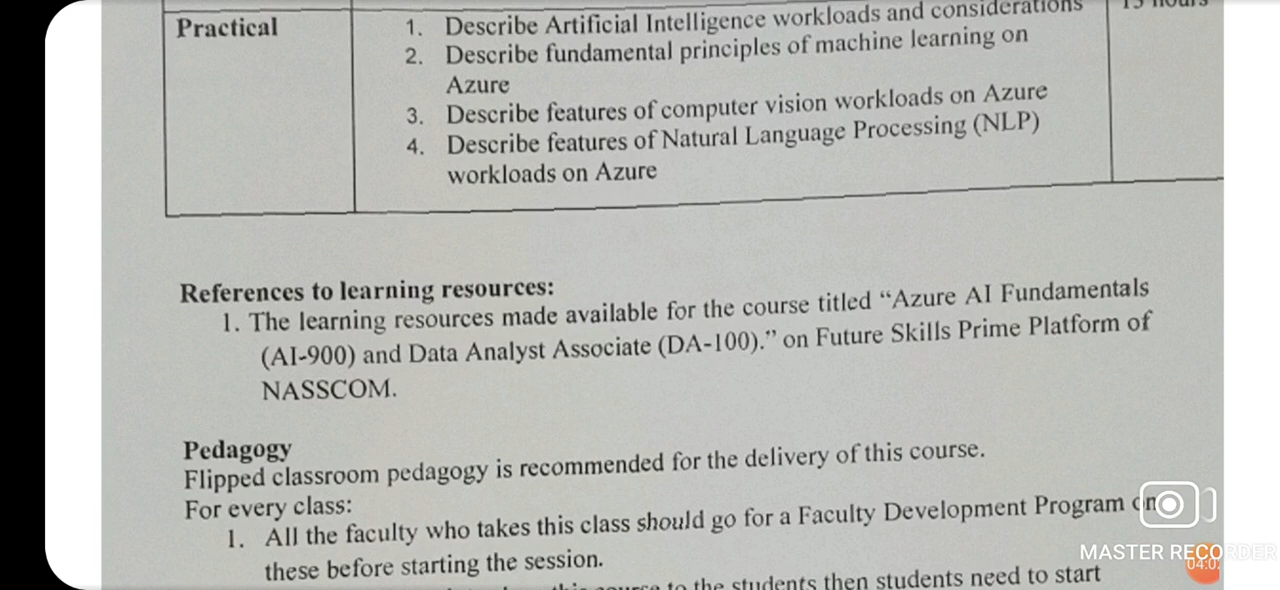 Practical
1. Describe Artificial Intelligence workloads and considerations
2. Describe fundamental principles of machine learning on
Azure
3. Describe features of computer vision workloads on Azure
4. Describe features of Natural Language Processing (NLP)
workloads on Azure
References to learning resources:
1. The learning resources made available for the course titled “Azure AI Fundamentals
(AI-900) and Data Analyst Associate (DA-100).” on Future Skills Prime Platform of
NASSCOM.
Pedagogy
Flipped classroom pedagogy is recommended for the delivery of this course.
For every class:
1. All the faculty who takes this class should go for a Faculty Development Program on
these before starting the session.
course to the students then students need to start
MASTER RECORDER